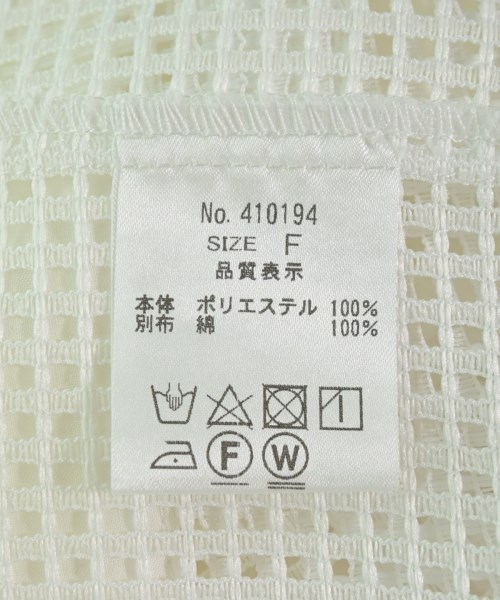 No. 410194
SIZE F
品質表示
本体 ポリエステル 100%
別布 綿 100%
F W